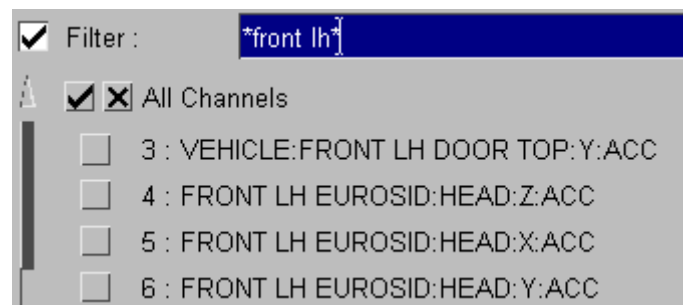 Filter : *front lh*
All Channels
3 : VEHICLE:FRONT LH DOOR TOP:Y:ACC
4 : FRONT LH EUROSID:HEAD:Z:ACC
5 : FRONT LH EUROSID:HEAD:X:ACC
6 : FRONT LH EUROSID:HEAD:Y:ACC